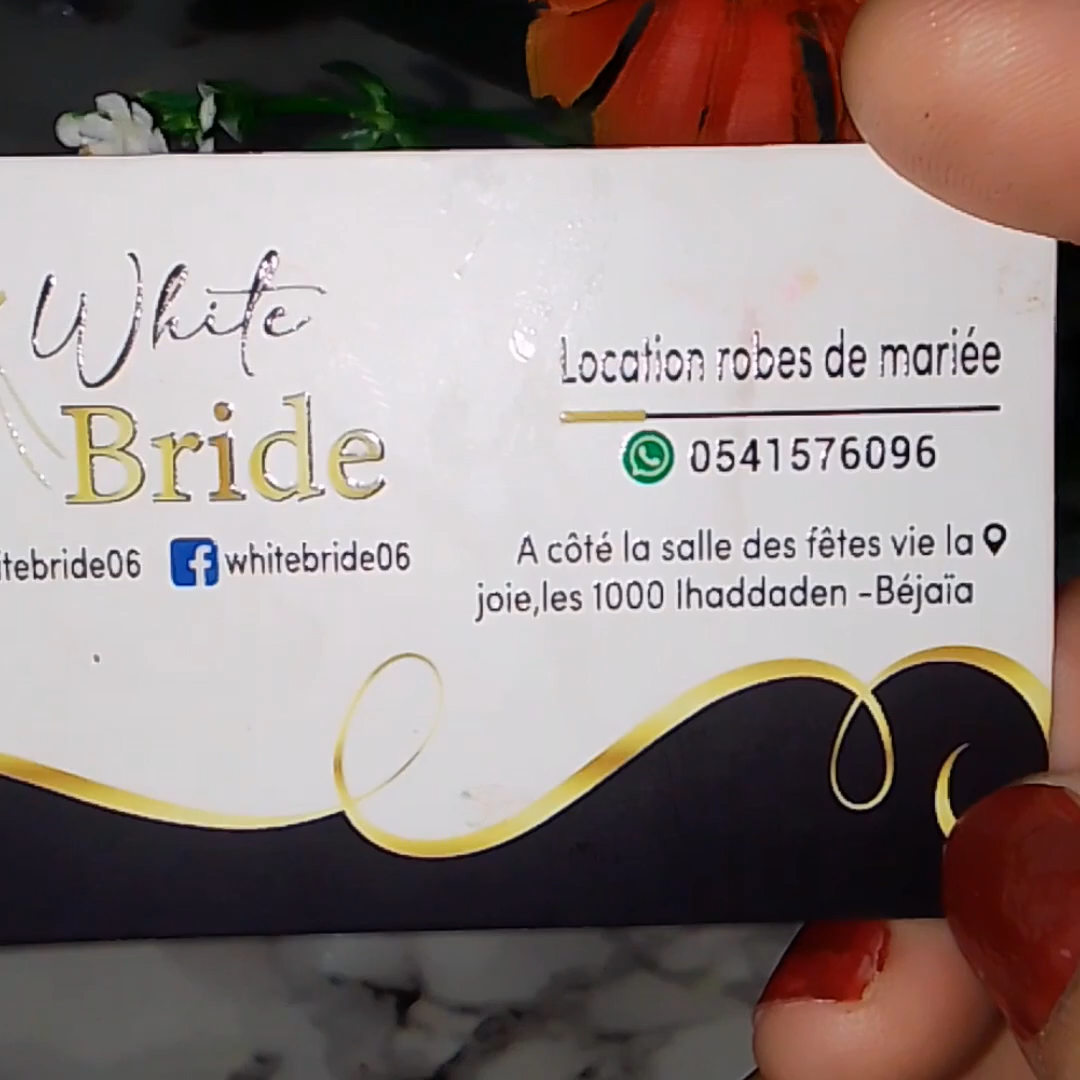 White
Bride
itebride06 whitebride06
Location robes de mariée
0541576096
A côté la salle des fêtes vie la
joie,les 1000 Ihaddaden -Béjaïa